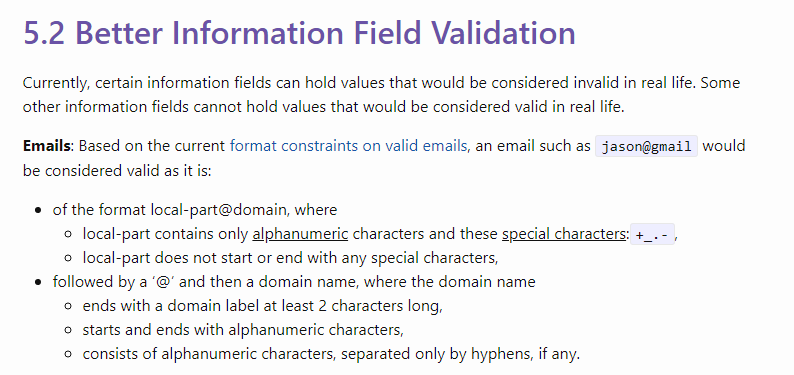 5.2 Better Information Field Validation
Currently, certain information fields can hold values that would be considered invalid in real life. Some
other information fields cannot hold values that would be considered valid in real life.
Emails: Based on the current format constraints on valid emails, an email such as jason@gmail would
be considered valid as it is:
• of the format local-part@domain, where
◦ local-part contains only alphanumeric characters and these special characters: +_.-,
◦ local-part does not start or end with any special characters,
• followed by a ‘@’ and then a domain name, where the domain name
◦ ends with a domain label at least 2 characters long,
◦ starts and ends with alphanumeric characters,
◦ consists of alphanumeric characters, separated only by hyphens, if any.